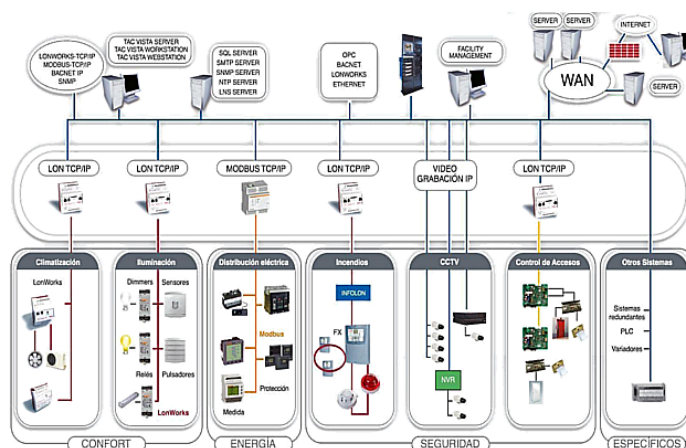 LONWORKS-TCP/IP
MODBUS-TCP/IP
BACNET IP
SNMP
TAC VISTA SERVER
TAC VISTA WORKSTATION
TAC VISTA WEBSTATION
SQL SERVER
SMTP SERVER
SNMP SERVER
NTP SERVER
LNS SERVER
OPC
BACNET
LONWORKS
ETHERNET
FACILITY
MANAGEMENT
SERVER
SERVER
INTERNET
WAN
SERVER
LON TCP/IP
LON TCP/IP
MODBUS TCP/IP
LON TCP/IP
VIDEO
GRABACIÓN IP
LON TCP/IP
Climatización
Iluminación
Distribución eléctrica
Incendios
CCTV
Control de Accesos
Otros Sistemas
LonWorks
Dimmers
Sensores
Relés
Pulsadores
LonWorks
Modbus
Protección
Medida
INFOLON
FX
NVR
Sistemas
redundantes
PLC
Variadores
CONFORT
ENERGÍA
SEGURIDAD
ESPECÍFICOS